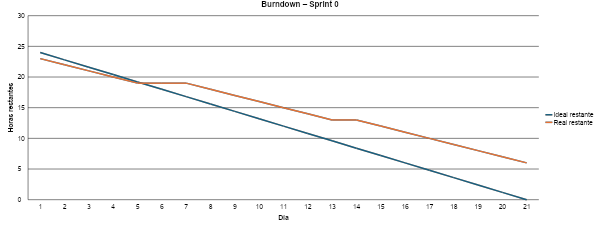 Burndown – Sprint 0
30
25
20
15
10
5
0
Horas restantes
1 2 3 4 5 6 7 8 9 10 11 12 13 14 15 16 17 18 19 20 21
Dia
Ideal restante
Real restante